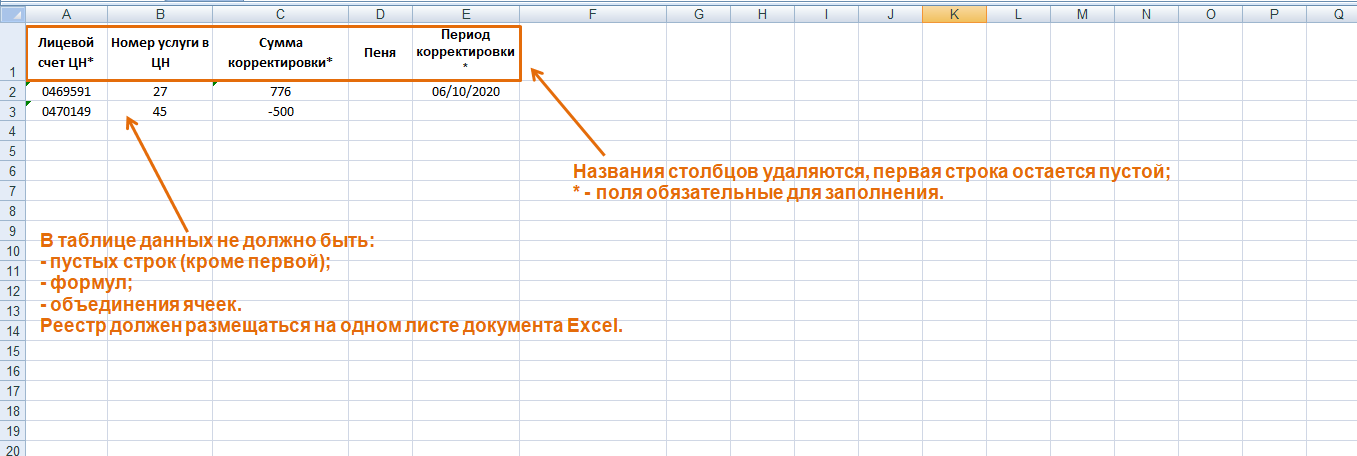 A B C D E F G H I J K L M N O P Q
1 Лицевой счет ЦН* Номер услуги в ЦН Сумма корректировки* Пеня Период корректировки *
2 0469591 27 776 06/10/2020
3 0470149 45 -500
4
5
6
Названия столбцов удаляются, первая строка остается пустой;
7
* - поля обязательные для заполнения.
8
9
В таблице данных не должно быть:
10
- пустых строк (кроме первой);
11
- формул;
12
- объединения ячеек.
13
Реестр должен размещаться на одном листе документа Excel.
14
15
16
17
18
19
20